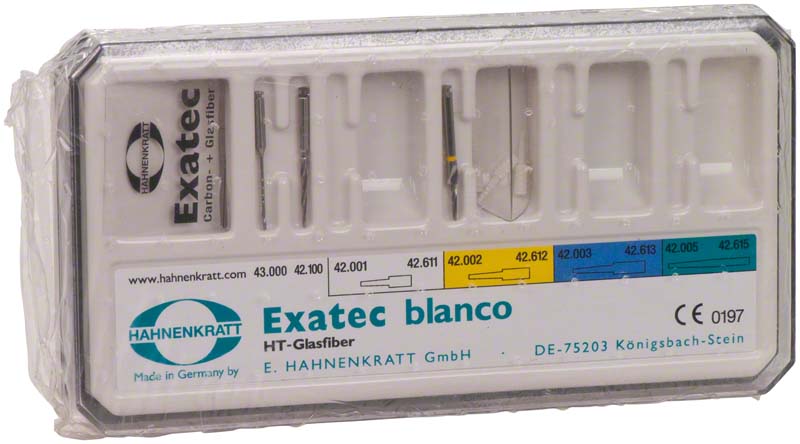 HAHNENKRATT
Exatec
Carbon- + Glasfiber
www.hahnenkratt.com 43.000 42.100 42.001 42.611 42.002 42.612 42.003 42.613 42.005 42.615
HAHNENKRATT
Made in Germany by
Exatec blanco
HT-Glasfiber
E. HAHNENKRATT GmbH
DE-75203 Königsbach-Stein
CE 0197